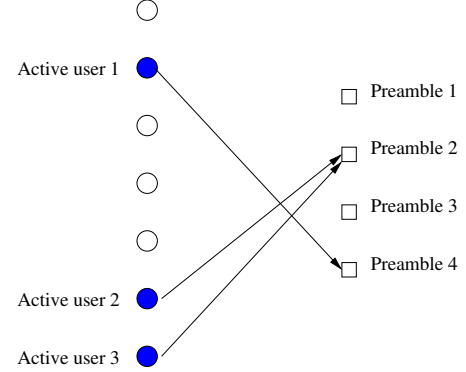 Active user 1
Preamble 1
Preamble 2
Preamble 3
Preamble 4
Active user 2
Active user 3